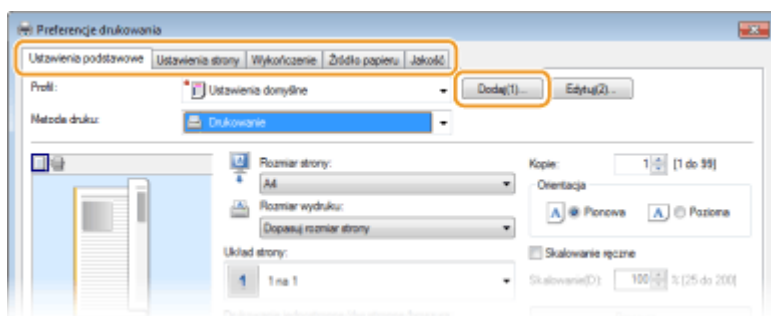 Preferencje drukowania
Ustawienia podstawowe Ustawienia strony Wykończenie Źródło papieru Jakość
Profil: Ustawienia domyślne Dodaj(1)... Edytuj(2)...
Metoda druku: Drukowanie
Rozmiar strony: Kopie: 1 [1 do 99]
A4 Orientacja
Rozmiar wydruku: A Pionowa A Pozioma
Dopasuj rozmiar strony
Układ strony: Skalowanie ręczne
1 1 na 1 Skalowanie(D): 100 % [25 do 200]